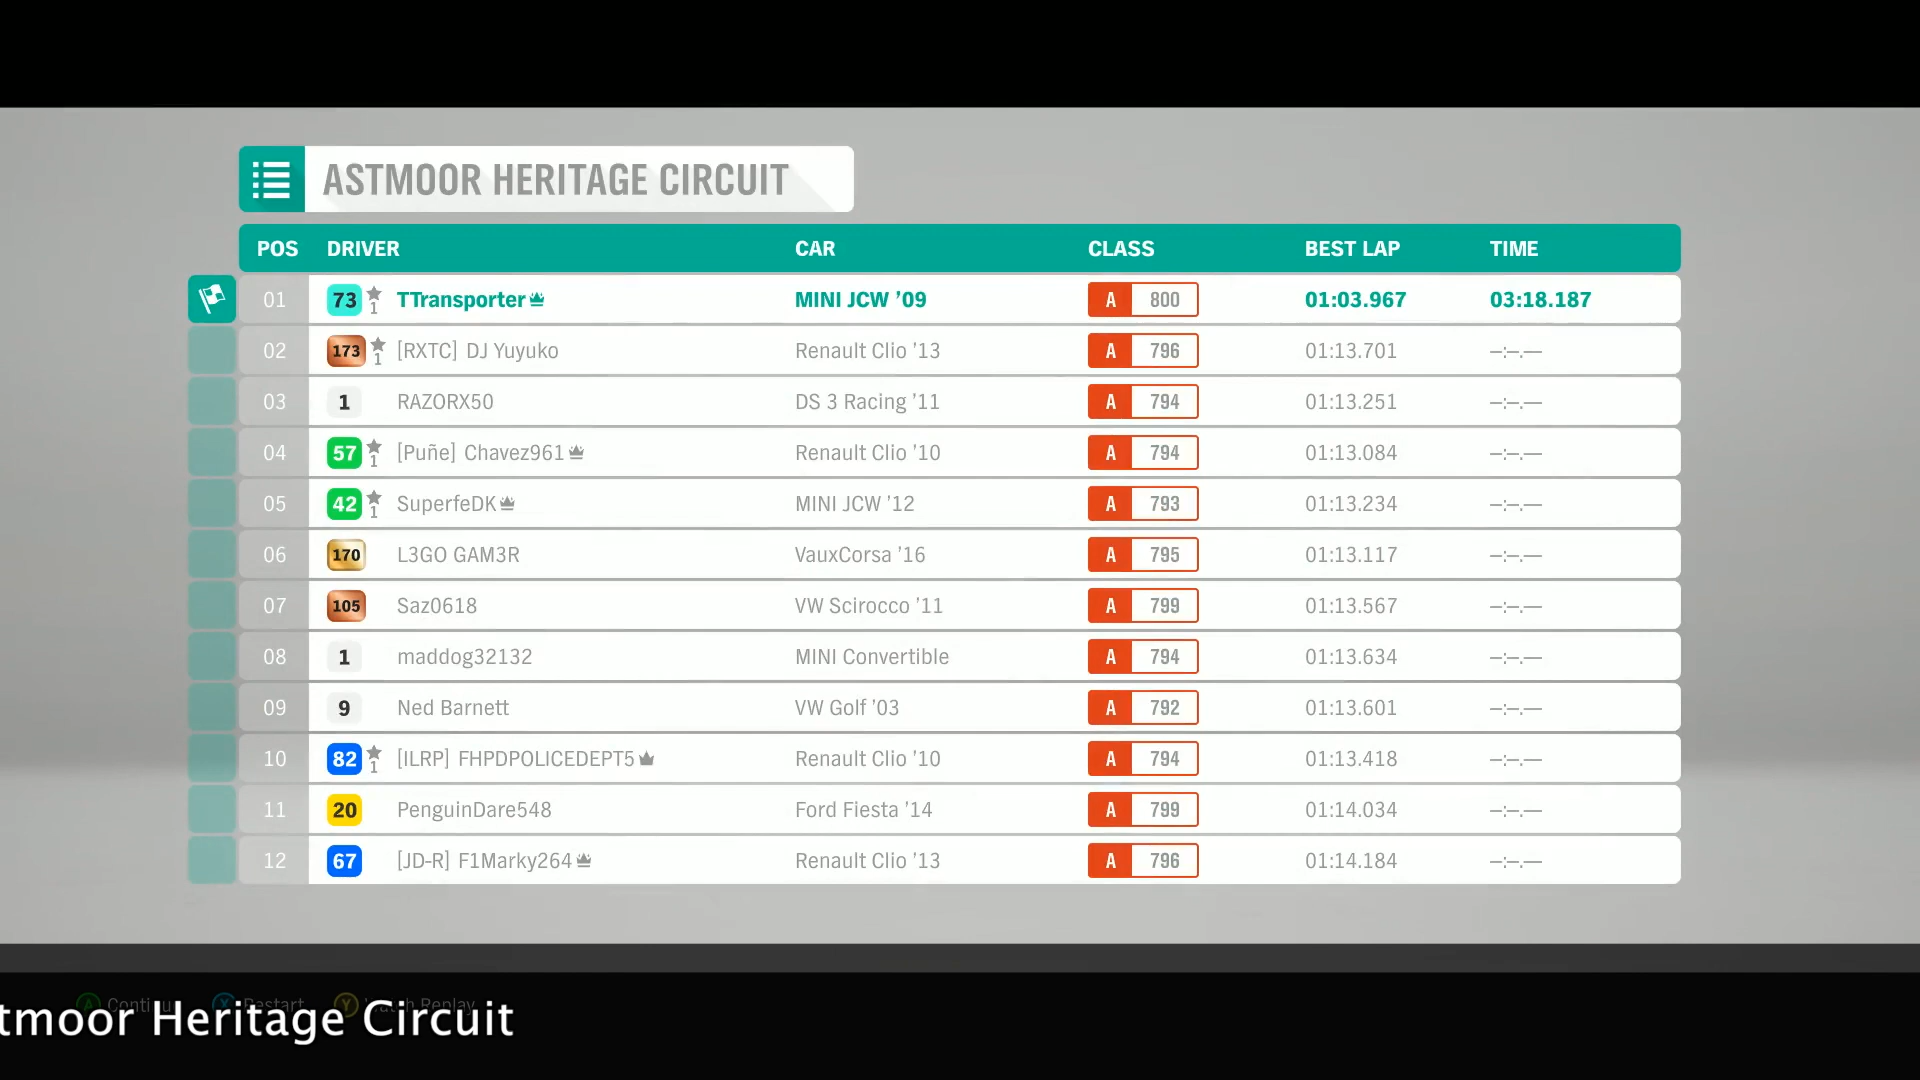 ASTMOOR HERITAGE CIRCUIT
POS DRIVER CAR CLASS BEST LAP TIME
01 73 1 TTransporter MINI JCW ’09 A 800 01:03.967 03:18.187
02 173 1 [RXTC] DJ Yuyuko Renault Clio ’13 A 796 01:13.701 –:–.—
03 1 RAZORX50 DS 3 Racing ’11 A 794 01:13.251 –:–.—
04 57 1 [Puñe] Chavez961 Renault Clio ’10 A 794 01:13.084 –:–.—
05 42 1 SuperfeDK MINI JCW ’12 A 793 01:13.234 –:–.—
06 170 L3GO GAM3R VauxCorsa ’16 A 795 01:13.117 –:–.—
07 105 Saz0618 VW Scirocco ’11 A 799 01:13.567 –:–.—
08 1 maddog32132 MINI Convertible A 794 01:13.634 –:–.—
09 9 Ned Barnett VW Golf ’03 A 792 01:13.601 –:–.—
10 82 1 [ILRP] FHPDPOLICEDEPT5 Renault Clio ’10 A 794 01:13.418 –:–.—
11 20 PenguinDare548 Ford Fiesta ’14 A 799 01:14.034 –:–.—
12 67 [JD-R] F1Marky264 Renault Clio ’13 A 796 01:14.184 –:–.—
A X Restart Y Replay
tmoor Heritage Circuit